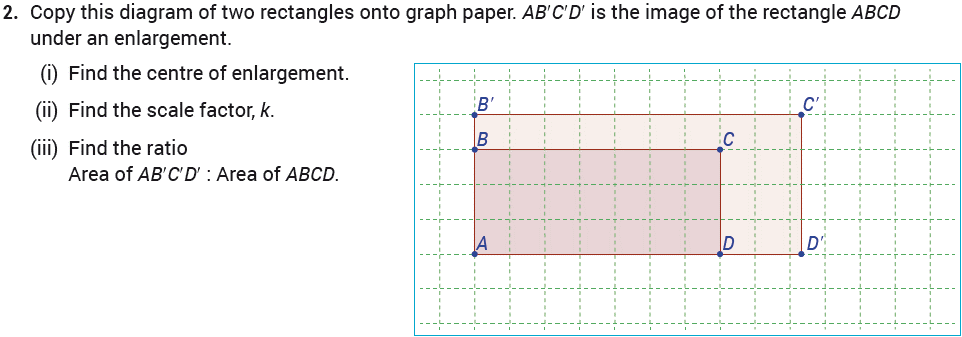 2. Copy this diagram of two rectangles onto graph paper. AB′C′D′ is the image of the rectangle ABCD
under an enlargement.
(i) Find the centre of enlargement.
(ii) Find the scale factor, k.
(iii) Find the ratio
Area of AB′C′D′ : Area of ABCD.
B′ C′
B C
A D D′